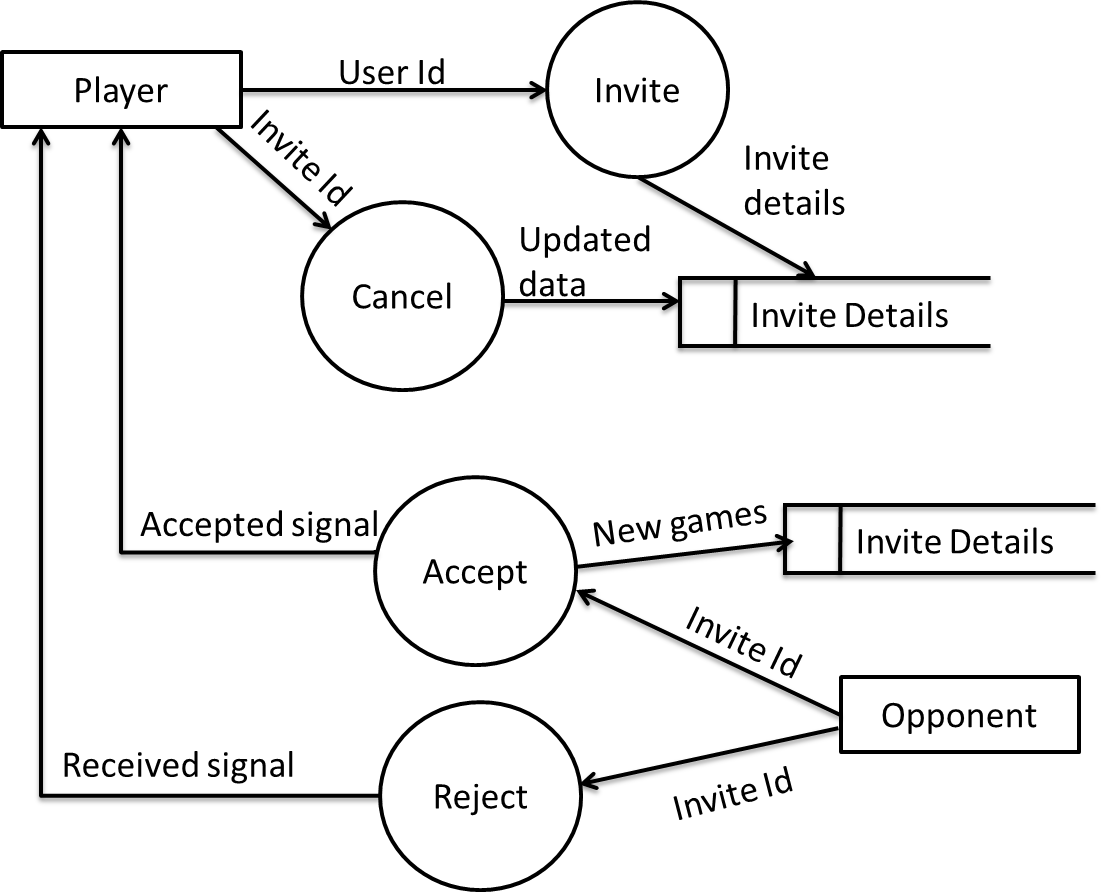 Player
User Id
Invite
Invite Id
Invite
details
Cancel
Updated
data
Invite Details
Accepted signal
Accept
New games
Invite Details
Invite Id
Opponent
Received signal
Reject
Invite Id